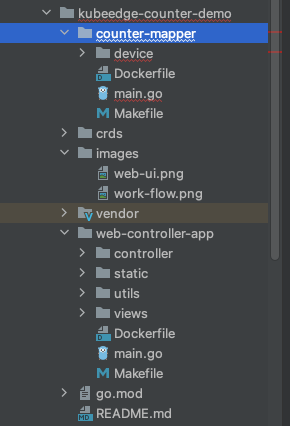 kubeedge-counter-demo
counter-mapper
device
Dockerfile
main.go
Makefile
crds
images
web-ui.png
work-flow.png
vendor
web-controller-app
controller
static
utils
views
Dockerfile
main.go
Makefile
go.mod
README.md